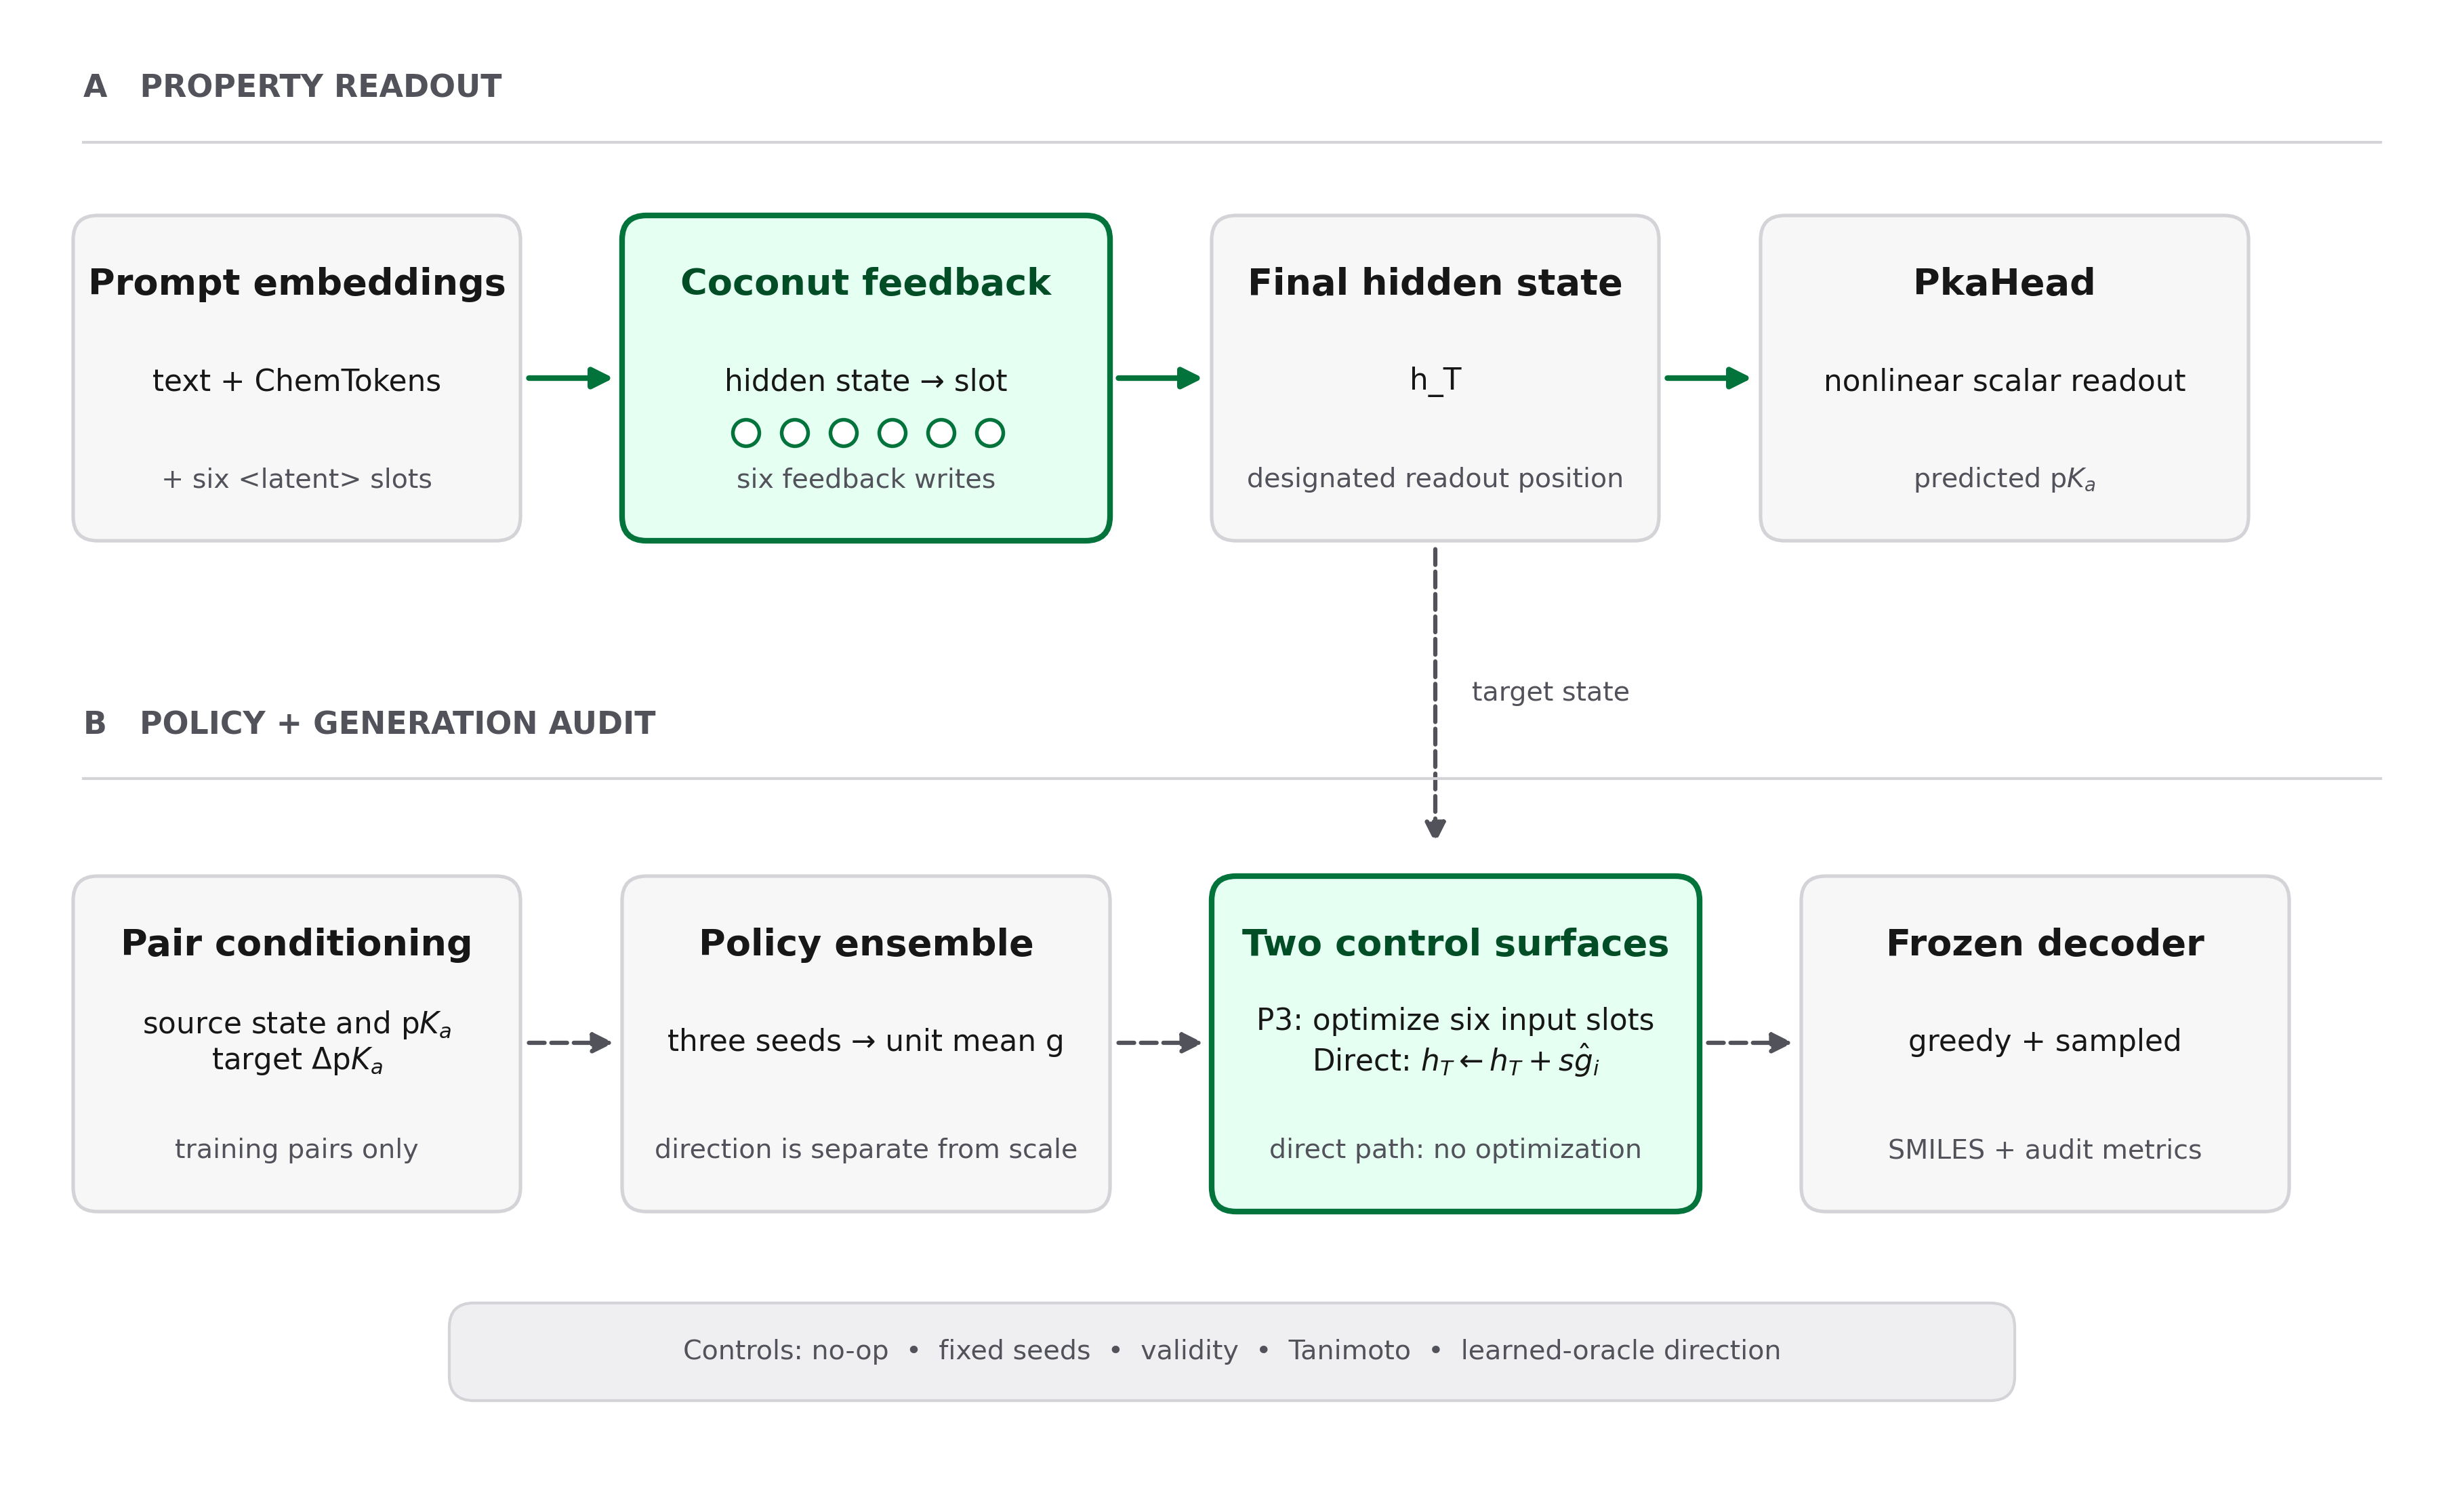 A PROPERTY READOUT
Prompt embeddings
text + ChemTokens
+ six <latent> slots
Coconut feedback
hidden state → slot
six feedback writes
Final hidden state
h_T
designated readout position
PkaHead
nonlinear scalar readout
predicted pKₐ
target state
B POLICY + GENERATION AUDIT
Pair conditioning
source state and pKₐ
target ΔpKₐ
training pairs only
Policy ensemble
three seeds → unit mean g
direction is separate from scale
Two control surfaces
P3: optimize six input slots
Direct: h_T ← h_T + sĝ_i
direct path: no optimization
Frozen decoder
greedy + sampled
SMILES + audit metrics
Controls: no-op • fixed seeds • validity • Tanimoto • learned-oracle direction